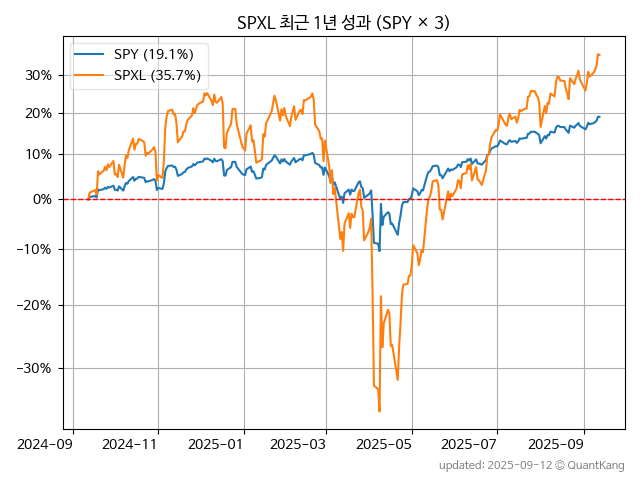 SPXL 최근 1년 성과 (SPY × 3)
SPY (19.1%)
SPXL (35.7%)
30%
20%
10%
0%
−10%
−20%
−30%
2024-09 2024-11 2025-01 2025-03 2025-05 2025-07 2025-09
updated: 2025-09-12 © QuantKang